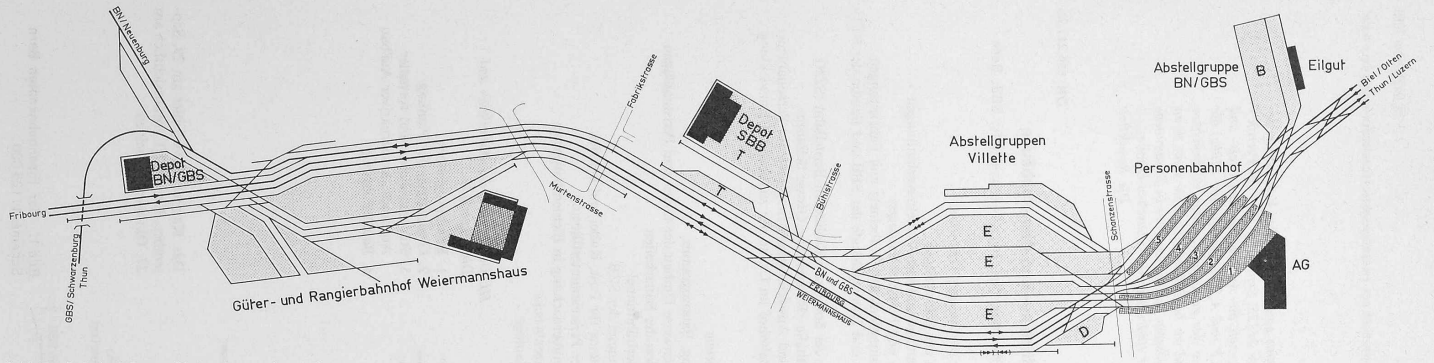 BN/Neuenburg
Depot
BN/GBS
Fribourg
GBS/Schwarzenburg
Thun
Güter- und Rangierbahnhof Weiermannshaus
Murtenstrasse
Fabrikstrasse
Depot
SBB
T
T
Bühlstrasse
BN und GBS
FRIBOURG
WEIERMANNSHAUS
Abstellgruppen
Villette
E
E
E
D
Schanzenstrasse
Personenbahnhof
5
4
3
2
1
AG
Abstellgruppe
BN/GBS
B
Eilgut
Biel/Olten
Thun/Luzern